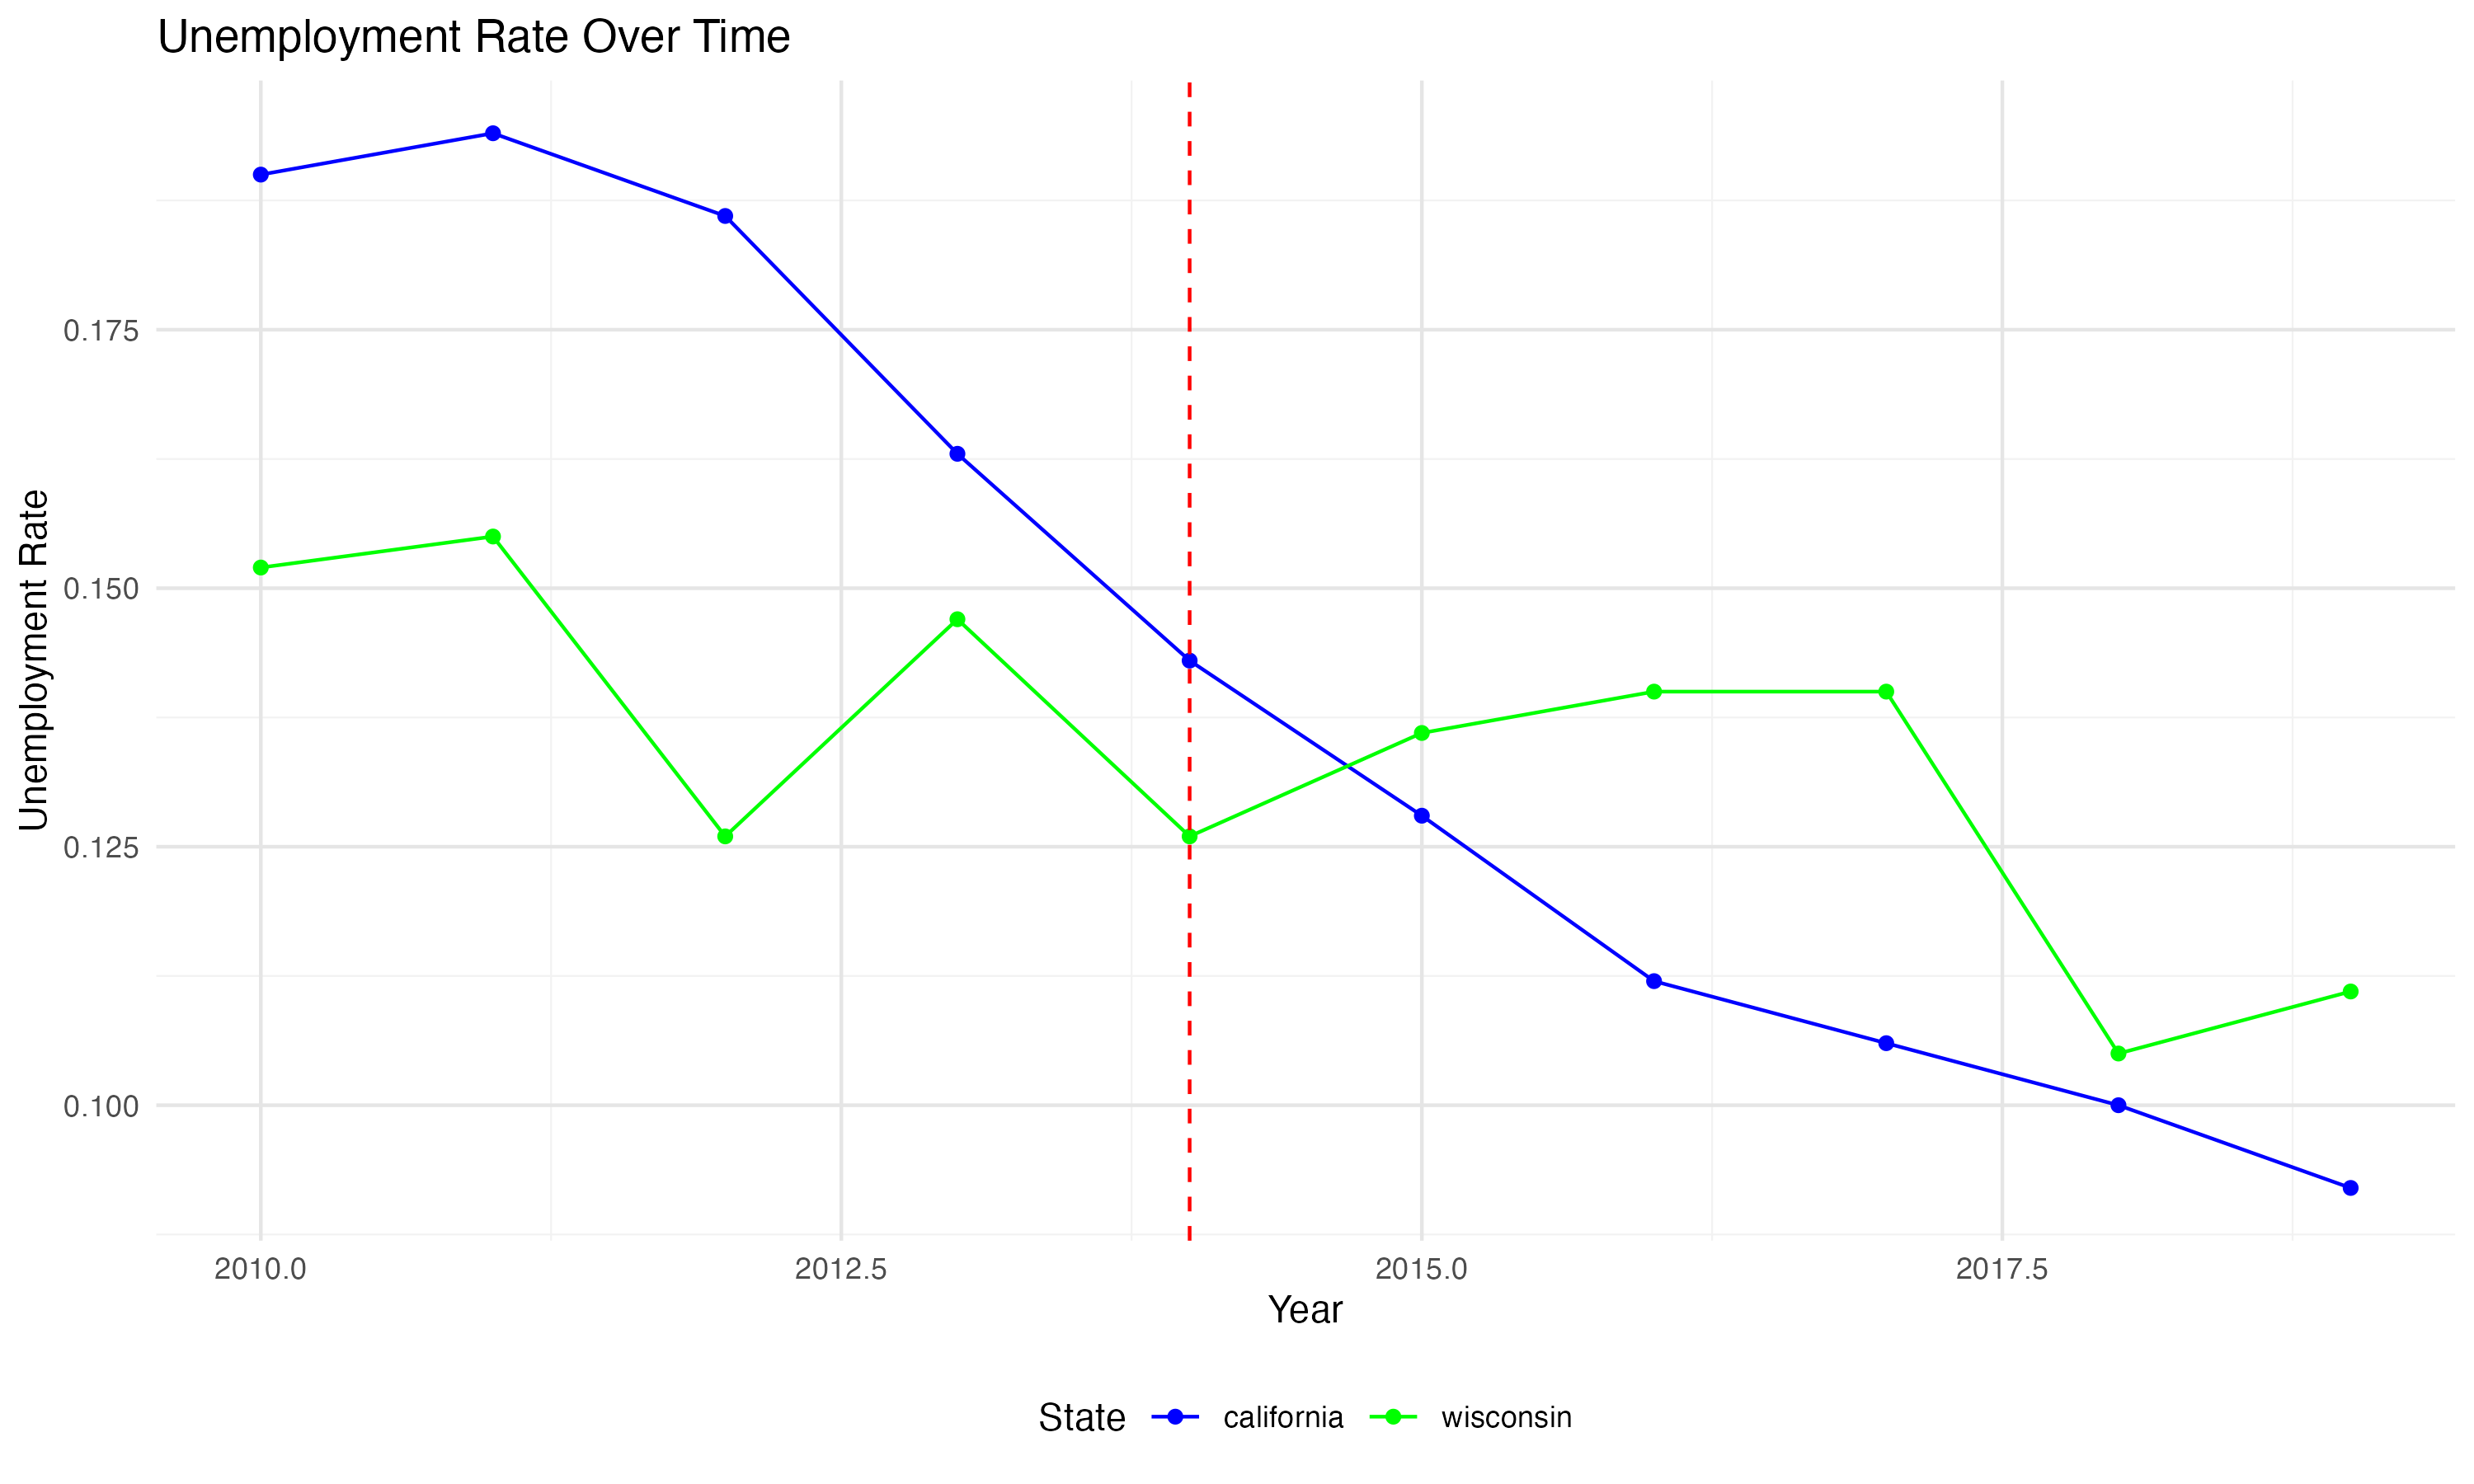 Unemployment Rate Over Time
Unemployment Rate
0.175
0.150
0.125
0.100
2010.0 2012.5 2015.0 2017.5
Year
State california wisconsin